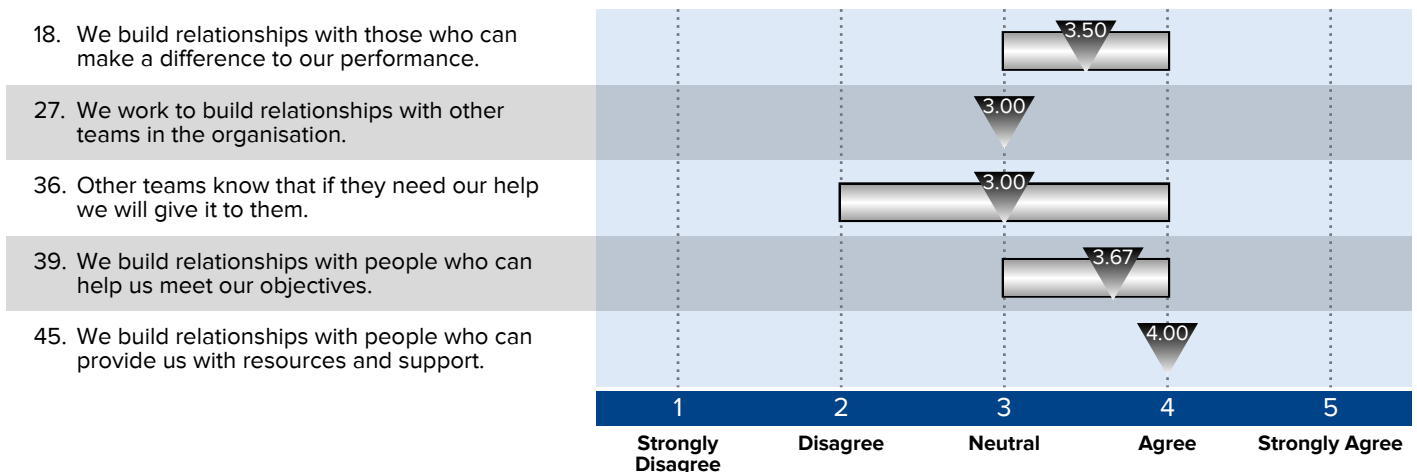 18. We build relationships with those who can
make a difference to our performance.
3.50
27. We work to build relationships with other
teams in the organisation.
3.00
36. Other teams know that if they need our help
we will give it to them.
3.00
39. We build relationships with people who can
help us meet our objectives.
3.67
45. We build relationships with people who can
provide us with resources and support.
4.00
1 2 3 4 5
Strongly Disagree Neutral Agree Strongly Agree
Disagree